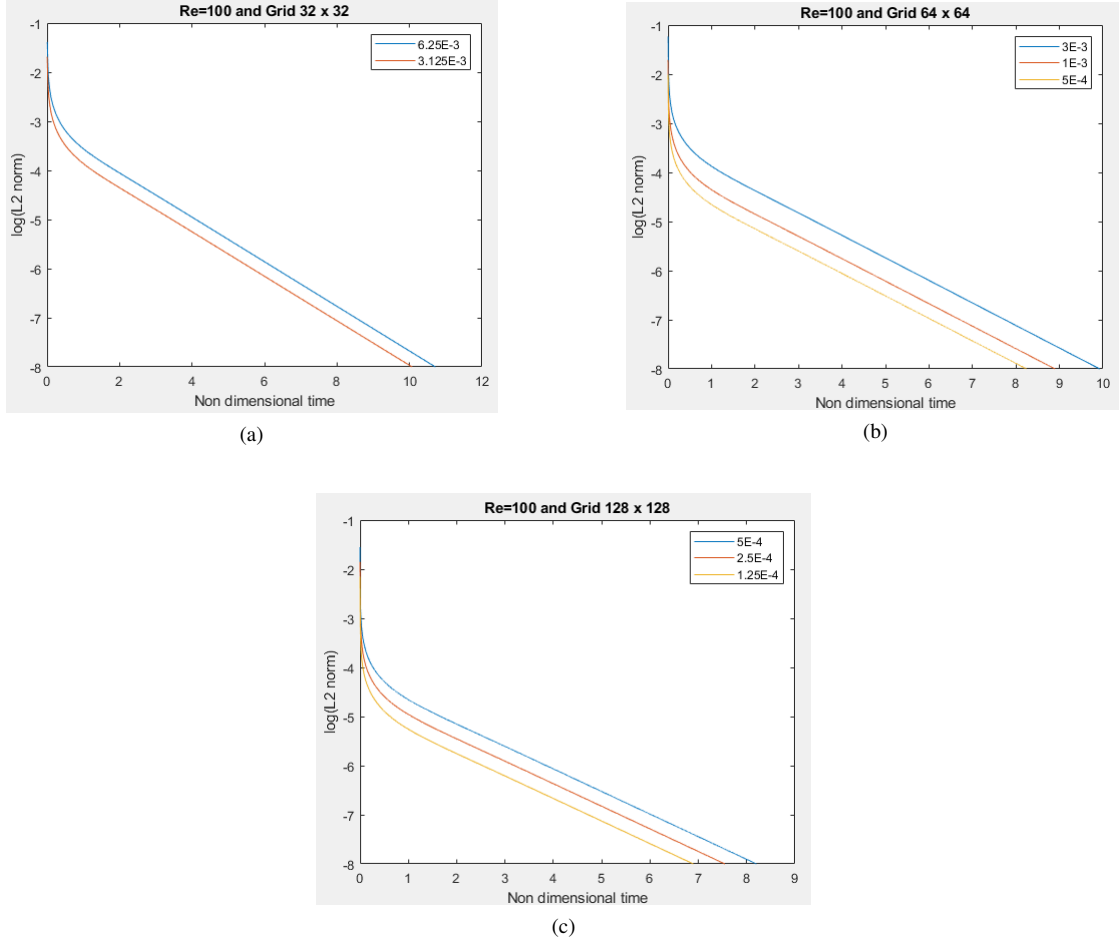 Re=100 and Grid 32 x 32
-1
-2
-3
-4
-5
-6
-7
-8
log(L2 norm)
6.25E-3
3.125E-3
0 2 4 6 8 10 12
Non dimensional time
(a)
Re=100 and Grid 64 x 64
-1
-2
-3
-4
-5
-6
-7
-8
log(L2 norm)
3E-3
1E-3
5E-4
0 1 2 3 4 5 6 7 8 9 10
Non dimensional time
(b)
Re=100 and Grid 128 x 128
-1
-2
-3
-4
-5
-6
-7
-8
log(L2 norm)
5E-4
2.5E-4
1.25E-4
0 1 2 3 4 5 6 7 8 9
Non dimensional time
(c)